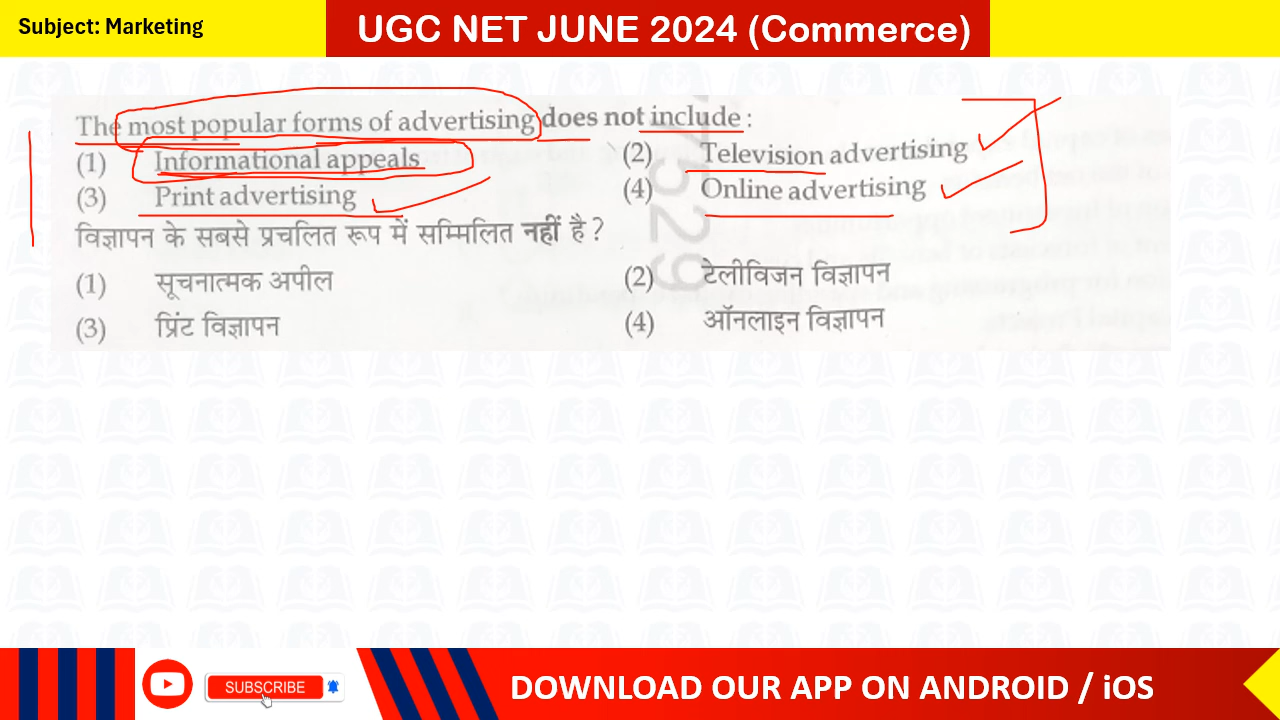 Subject: Marketing
UGC NET JUNE 2024 (Commerce)
The most popular forms of advertising does not include :
(1) Informational appeals (2) Television advertising
(3) Print advertising (4) Online advertising
विज्ञापन के सबसे प्रचलित रूप में सम्मिलित नहीं है ?
(1) सूचनात्मक अपील (2) टेलीविजन विज्ञापन
(3) प्रिंट विज्ञापन (4) ऑनलाइन विज्ञापन
7529
SUBSCRIBE
DOWNLOAD OUR APP ON ANDROID / iOS